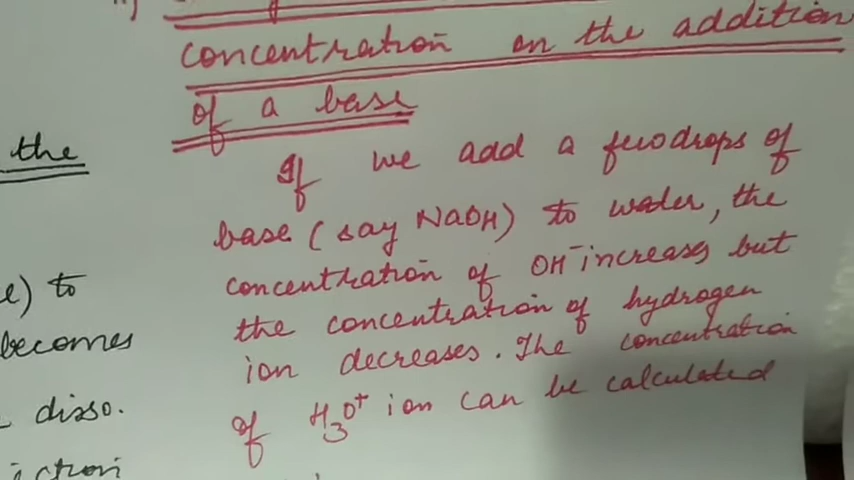 concentration on the addition
of a base
If we add a few drops of
base (say NaOH) to water, the
concentration of OH⁻ increases but
the concentration of hydrogen
ion decreases. The concentration
of H₃O⁺ ion can be calculated
the
e) to
becomes
disso.